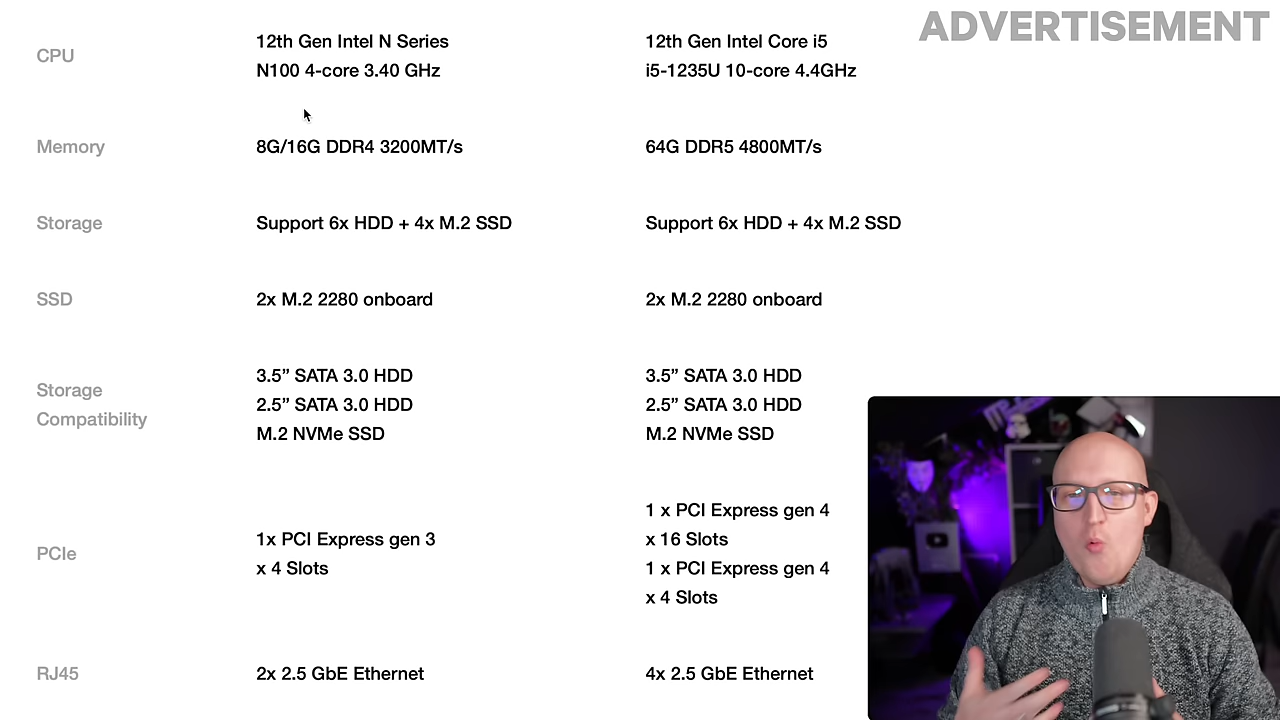 ADVERTISEMENT
CPU
12th Gen Intel N Series
N100 4-core 3.40 GHz
12th Gen Intel Core i5
i5-1235U 10-core 4.4GHz
Memory
8G/16G DDR4 3200MT/s
64G DDR5 4800MT/s
Storage
Support 6x HDD + 4x M.2 SSD
Support 6x HDD + 4x M.2 SSD
SSD
2x M.2 2280 onboard
2x M.2 2280 onboard
Storage
Compatibility
3.5” SATA 3.0 HDD
2.5” SATA 3.0 HDD
M.2 NVMe SSD
3.5” SATA 3.0 HDD
2.5” SATA 3.0 HDD
M.2 NVMe SSD
PCIe
1x PCI Express gen 3
x 4 Slots
1 x PCI Express gen 4
x 16 Slots
1 x PCI Express gen 4
x 4 Slots
RJ45
2x 2.5 GbE Ethernet
4x 2.5 GbE Ethernet